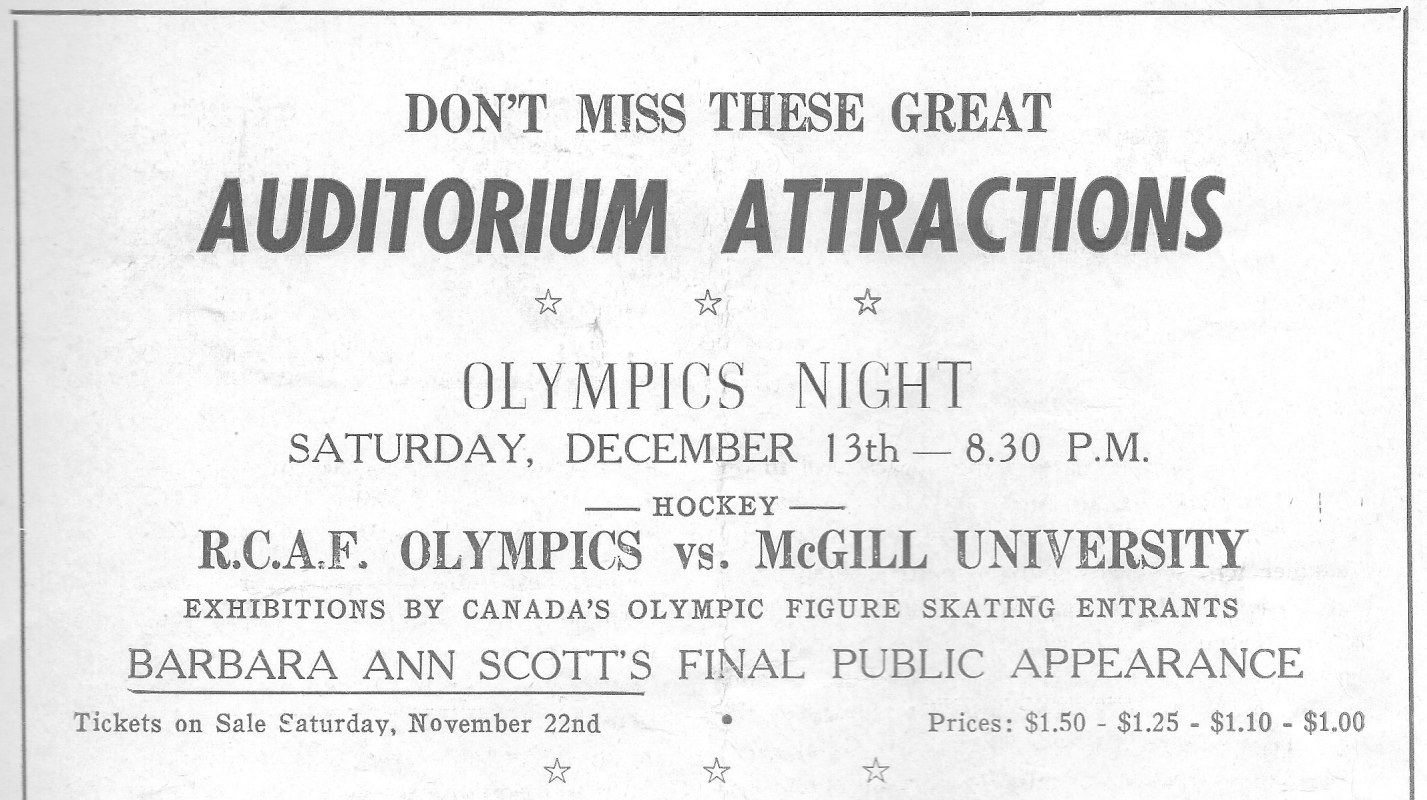 DON'T MISS THESE GREAT
AUDITORIUM ATTRACTIONS
OLYMPICS NIGHT
SATURDAY, DECEMBER 13th — 8.30 P.M.
— HOCKEY —
R.C.A.F. OLYMPICS vs. McGILL UNIVERSITY
EXHIBITIONS BY CANADA'S OLYMPIC FIGURE SKATING ENTRANTS
BARBARA ANN SCOTT'S FINAL PUBLIC APPEARANCE
Tickets on Sale Saturday, November 22nd • Prices: $1.50 - $1.25 - $1.10 - $1.00